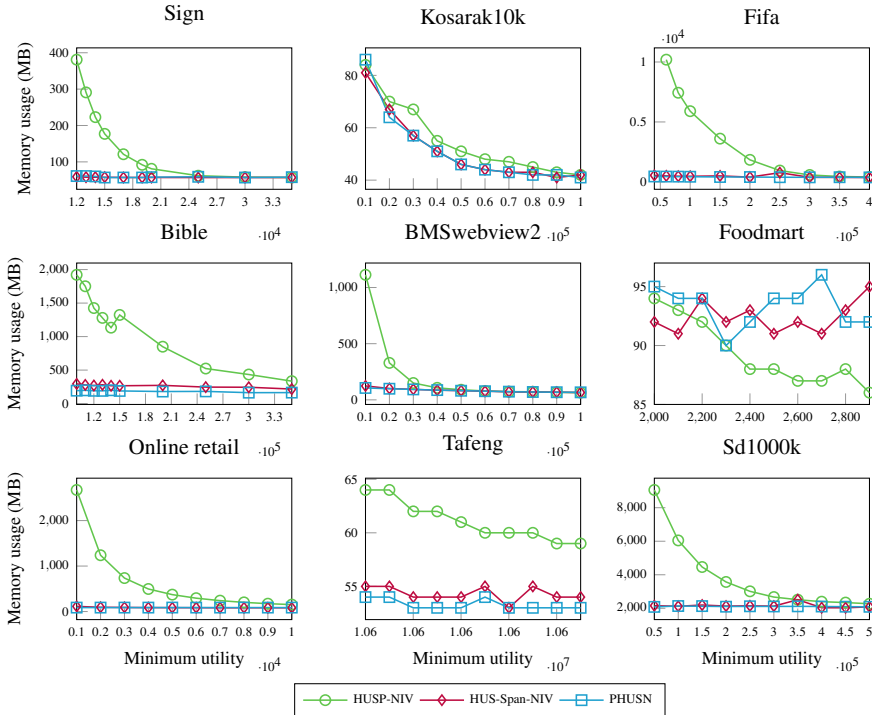 Sign Kosarak10k Fifa
·10^4
400
300
200
100
Memory usage (MB)
1.2 1.5 1.8 2.1 2.4 2.7 3 3.3
·10^4
80
60
40
0.1 0.2 0.3 0.4 0.5 0.6 0.7 0.8 0.9 1
·10^5
1
0.5
0
0.5 1 1.5 2 2.5 3 3.5 4
·10^5
Bible BMSwebview2 Foodmart
2,000
1,500
1,000
500
0
Memory usage (MB)
1.2 1.5 1.8 2.1 2.4 2.7 3 3.3
·10^5
1,000
500
0
0.1 0.2 0.3 0.4 0.5 0.6 0.7 0.8 0.9 1
·10^5
95
90
85
2,000 2,200 2,400 2,600 2,800
Online retail Tafeng Sd1000k
2,000
1,000
0
Memory usage (MB)
0.1 0.2 0.3 0.4 0.5 0.6 0.7 0.8 0.9 1
Minimum utility ·10^4
65
60
55
1.06 1.06 1.06 1.06 1.06
Minimum utility ·10^7
8,000
6,000
4,000
2,000
0.5 1 1.5 2 2.5 3 3.5 4 4.5 5
Minimum utility ·10^5
HUSP-NIV HUS-Span-NIV PHUSN